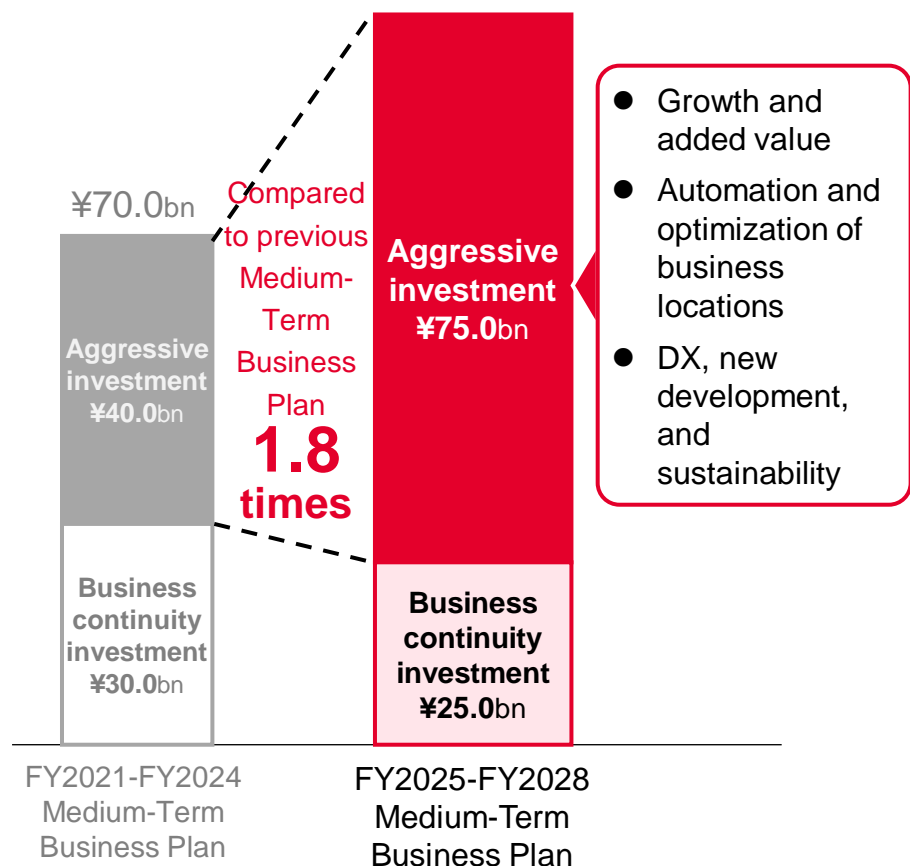 ¥70.0bn
Aggressive
investment
¥40.0bn
Business
continuity
investment
¥30.0bn
FY2021-FY2024
Medium-Term
Business Plan
Compared
to previous
Medium-
Term
Business
Plan
1.8
times
Aggressive
investment
¥75.0bn
Business
continuity
investment
¥25.0bn
FY2025-FY2028
Medium-Term
Business Plan
● Growth and
added value
● Automation and
optimization of
business
locations
● DX, new
development,
and
sustainability